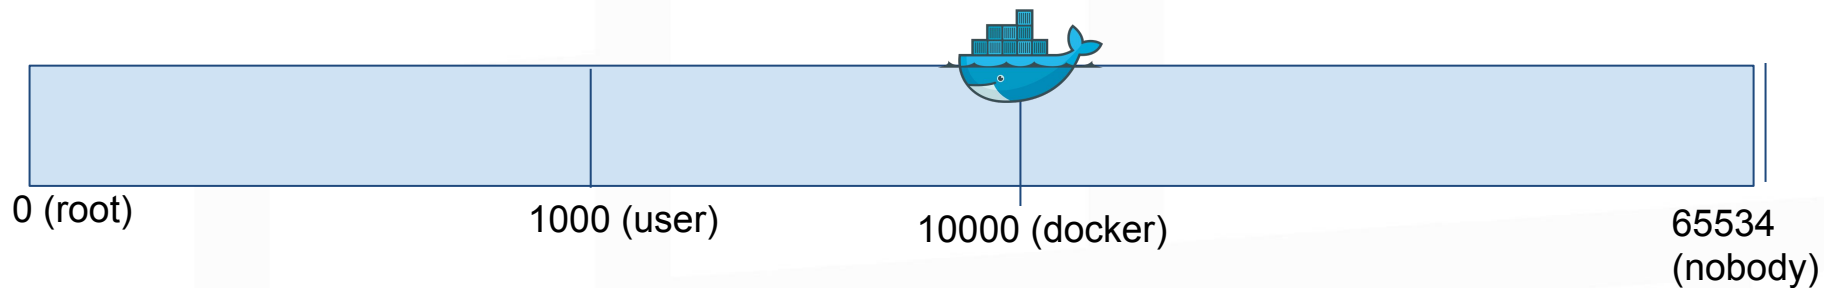 0 (root)
1000 (user)
10000 (docker)
65534
(nobody)